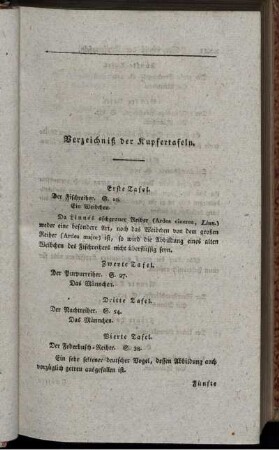 Verzeichniß der Kupfertafeln.
Erste Tafel.
Der Fischreiher. S. 10.
Ein Weibchen.
Da Linnés aschgrauer Reiher (Ardea cinerea, Linn.)
weder eine besondere Art, noch das Weibchen von dem großen
Reiher (Ardea major) ist, so wird die Abbildung eines alten
Weibchen des Fischreihers nicht überflüssig seyn.
Zweyte Tafel.
Der Purpurreiher. S. 27.
Das Männchen.
Dritte Tafel.
Der Nachtreiher. S. 54.
Das Männchen.
Vierte Tafel.
Der Federbusch-Reiher. S.
Ein sehr seltener deutscher Vogel, dessen Abbildung auch
vorzüglich getreu ausgefallen ist.
Fünfte